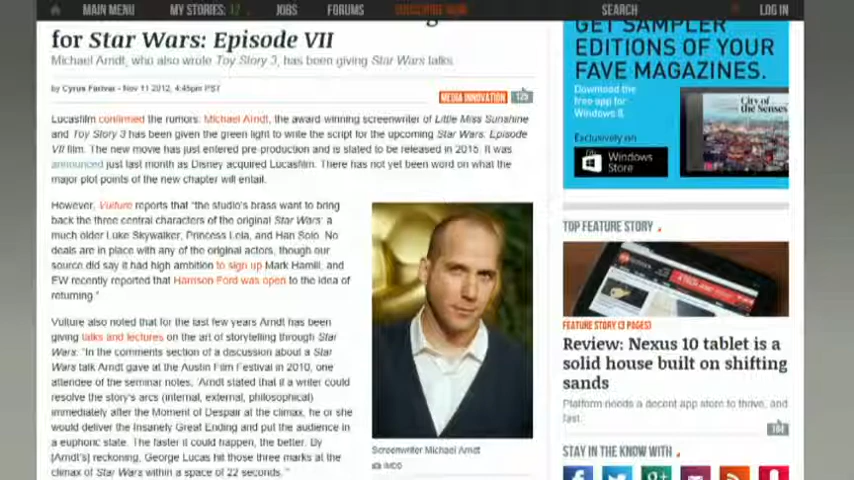 MAIN MENU
MY STORIES: 17
JOBS
FORUMS
SUBSCRIBE NOW
SEARCH
LOG IN
for Star Wars: Episode VII
Michael Arndt, who also wrote Toy Story 3, has been giving Star Wars talks.
by Cyrus Farivar - Nov 11 2012, 4:45pm PST
MEDIA INNOVATION
125
Lucasfilm confirmed the rumors: Michael Arndt, the award winning screenwriter of Little Miss Sunshine
and Toy Story 3 has been given the green light to write the script for the upcoming Star Wars: Episode
VII film. The new movie has just entered pre-production and is slated to be released in 2015. It was
announced just last month as Disney acquired Lucasfilm. There has not yet been word on what the
major plot points of the new chapter will entail.
However, Vulture reports that "the studio's brass want to bring
back the three central characters of the original Star Wars: a
much older Luke Skywalker, Princess Leia, and Han Solo. No
deals are in place with any of the original actors, though our
source did say it had high ambition to sign up Mark Hamill, and
EW recently reported that Harrison Ford was open to the idea of
returning."
Vulture also noted that for the last few years Arndt has been
giving talks and lectures on the art of storytelling through Star
Wars. "In the comments section of a discussion about a Star
Wars talk Arndt gave at the Austin Film Festival in 2010, one
attendee of the seminar notes, 'Arndt stated that if a writer could
resolve the story's arcs (internal, external, philosophical)
immediately after the Moment of Despair at the climax, he or she
would deliver the Insanely Great Ending and put the audience in
a euphoric state. The faster it could happen, the better. By
[Arndt's] reckoning, George Lucas hit those three marks at the
climax of Star Wars within a space of 22 seconds.'"
Screenwriter Michael Arndt
IMDB
GET SAMPLER
EDITIONS OF YOUR
FAVE MAGAZINES.
Download the
free app for
Windows 8.
Exclusively on
Windows
Store
City of
the Senses
TOP FEATURE STORY
FEATURE STORY (3 PAGES)
Review: Nexus 10 tablet is a
solid house built on shifting
sands
Platform needs a decent app store to thrive, and
fast.
STAY IN THE KNOW WITH